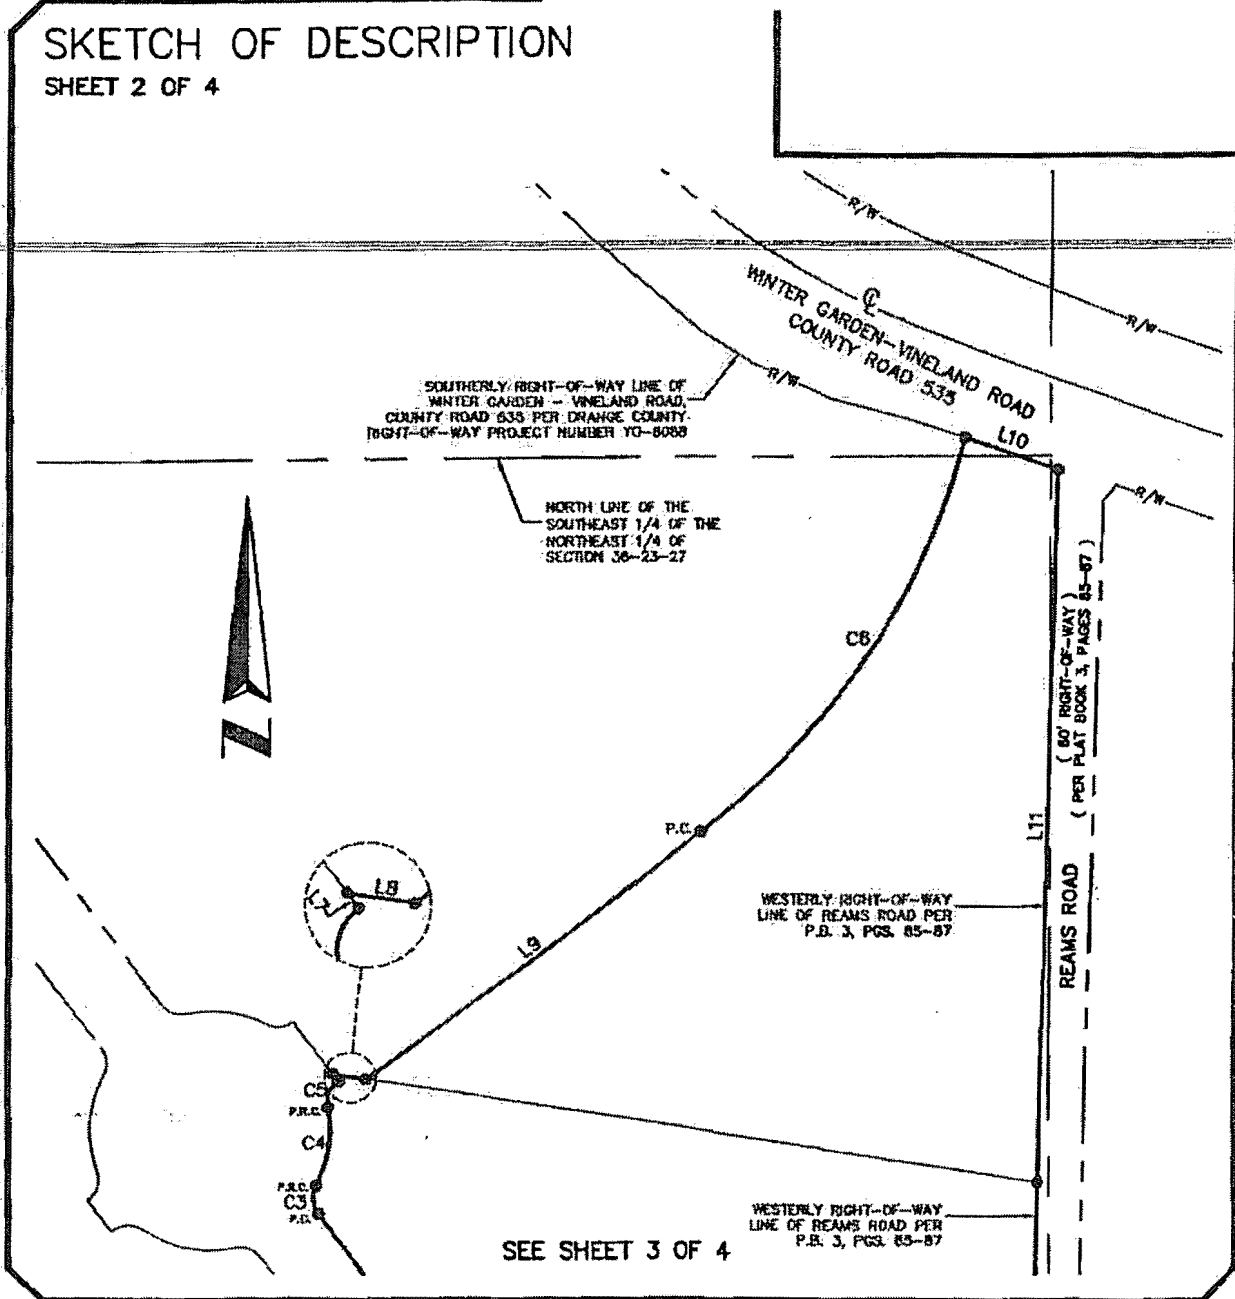 SKETCH OF DESCRIPTION
SHEET 2 OF 4
R/W
R/W
WINTER GARDEN-VINELAND ROAD
COUNTY ROAD 535
R/W
SOUTHERLY RIGHT-OF-WAY LINE OF
WINTER GARDEN - VINELAND ROAD,
COUNTY ROAD 535 PER ORANGE COUNTY
RIGHT-OF-WAY PROJECT NUMBER
L10
R/W
NORTH LINE OF THE
SOUTHEAST 1/4 OF THE
NORTHEAST 1/4 OF
SECTION 36-23-27
N
C6
( 60' RIGHT-OF-WAY )
( PER PLAT BOOK 3, PAGES 85-87 )
P.C.
L11
L8
L7
WESTERLY RIGHT-OF-WAY
LINE OF REAMS ROAD PER
P.B. 3, PGS. 85-87
REAMS ROAD
L9
C5
P.R.C.
C4
P.R.C.
C3
WESTERLY RIGHT-OF-WAY
LINE OF REAMS ROAD PER
P.B. 3, PGS. 85-87
SEE SHEET 3 OF 4